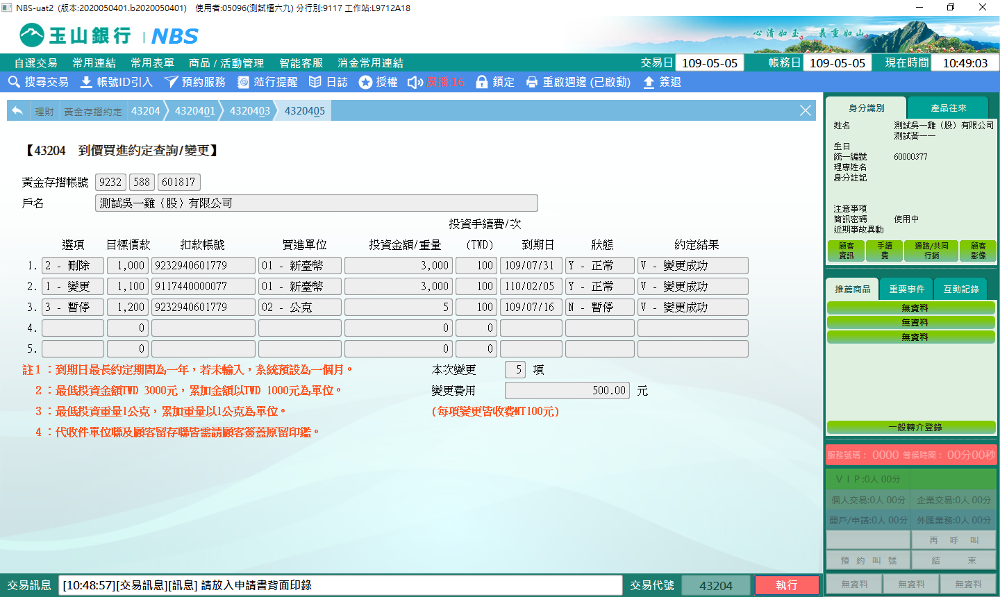 NBS-uat2 (版本:2020050401.b2020050401) 使用者:05096(測試櫃六九) 分行別:9117 工作站:L9712A18
玉山銀行 NBS
心清如玉。義重如山。
自選交易 常用連結 常用表單 商品 / 活動管理 智能客服 消金常用連結 交易日 109-05-05 帳務日 109-05-05 現在時間 10:49:03
搜尋交易 帳號ID引入 預約服務 蒞行提醒 日誌 授權 廣播:16 鎖定 重啟週邊 (已啟動) 簽退
理財 黃金存摺約定 43204 4320401 4320403 4320405
【43204 到價買進約定查詢/變更】
黃金存摺帳號 9232 588 601817
戶名 測試吳一雞（股）有限公司
投資手續費/次
選項 目標價款 扣款帳號 買進單位 投資金額/重量 (TWD) 到期日 狀態 約定結果
1. 2 - 刪除 1,000 9232940601779 01 - 新臺幣 3,000 100 109/07/31 Y - 正常 V - 變更成功
2. 1 - 變更 1,100 9117440000077 01 - 新臺幣 3,000 100 110/02/05 Y - 正常 V - 變更成功
3. 3 - 暫停 1,200 9232940601779 02 - 公克 5 100 109/07/16 N - 暫停 V - 變更成功
4. 0 0 0
5. 0 0 0
註1：到期日最長約定期間為一年，若未輸入，系統預設為一個月。 本次變更 5 項
2：最低投資金額TWD 3000元，累加金額以TWD 1000元為單位。 變更費用 500.00 元
3：最低投資重量1公克，累加重量以1公克為單位。 (每項變更皆收費NT100元)
4：代收件單位聯及顧客留存聯皆需請顧客簽蓋原留印鑑。
身分識別 產品往來
姓名 測試吳一雞（股）有限公司
測試黃一一
生日
統一編號 60000377
理專姓名
身分註記
注意事項
簡訊密碼 使用中
近期事故異動
顧客資訊 手續費 通路/共同行銷 顧客影像
推薦商品 重要事件 互動記錄
無資料
無資料
無資料
一般轉介登錄
服務號碼： 0000 等候時間： 00分00秒
ＶＩＰ:0人 00分
個人交易:0人 00分 企業交易:0人 00分
開戶/申請:0人 00分 外匯業務:0人 00分
再 呼 叫
預 約 叫 號 結 束
無資料 無資料 無資料
交易訊息 [10:48:57][交易訊息][訊息] 請放入申請書背面印錄 交易代號 43204 執行